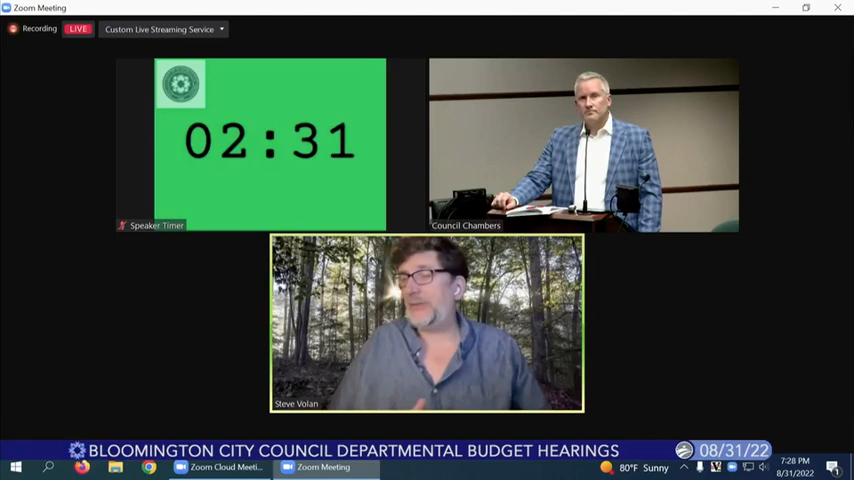 Zoom Meeting
Recording
LIVE
Custom Live Streaming Service
02:31
Speaker Timer
Council Chambers
Steve Volan
BLOOMINGTON CITY COUNCIL DEPARTMENTAL BUDGET HEARINGS
08/31/22
Zoom Cloud Meeti...
Zoom Meeting
80°F Sunny
7:28 PM
8/31/2022